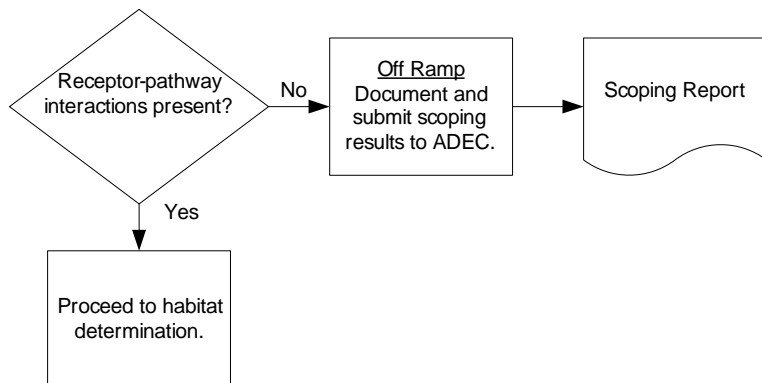 Receptor-pathway
interactions present?
No
Off Ramp
Document and
submit scoping
results to ADEC.
Scoping Report
Yes
Proceed to habitat
determination.